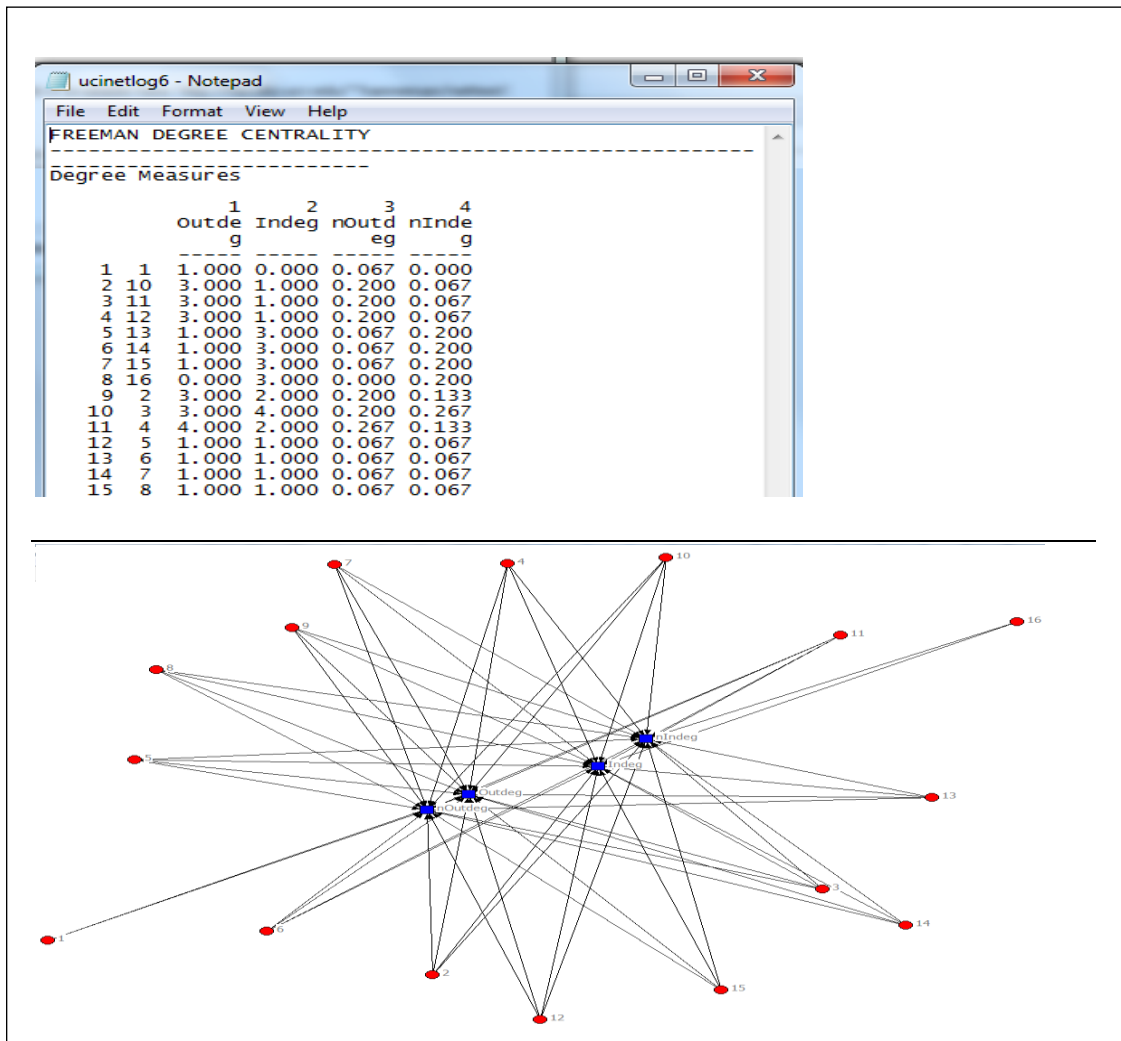 ucinetlog6 - Notepad
File Edit Format View Help
FREEMAN DEGREE CENTRALITY
--------------------------------------------------------
-------------------------
Degree Measures
1 2 3 4
Outde Indeg nOutd nInde
g eg g
----- ----- ----- -----
1 1 1.000 0.000 0.067 0.000
2 10 3.000 1.000 0.200 0.067
3 11 3.000 1.000 0.200 0.067
4 12 3.000 1.000 0.200 0.067
5 13 1.000 3.000 0.067 0.200
6 14 1.000 3.000 0.067 0.200
7 15 1.000 3.000 0.067 0.200
8 16 0.000 3.000 0.000 0.200
9 2 3.000 2.000 0.200 0.133
10 3 3.000 4.000 0.200 0.267
11 4 4.000 2.000 0.267 0.133
12 5 1.000 1.000 0.067 0.067
13 6 1.000 1.000 0.067 0.067
14 7 1.000 1.000 0.067 0.067
15 8 1.000 1.000 0.067 0.067
7
4
10
9
16
11
8
nIndeg
5
Indeg
Outdeg
13
nOutdeg
3
14
6
1
2
15
12